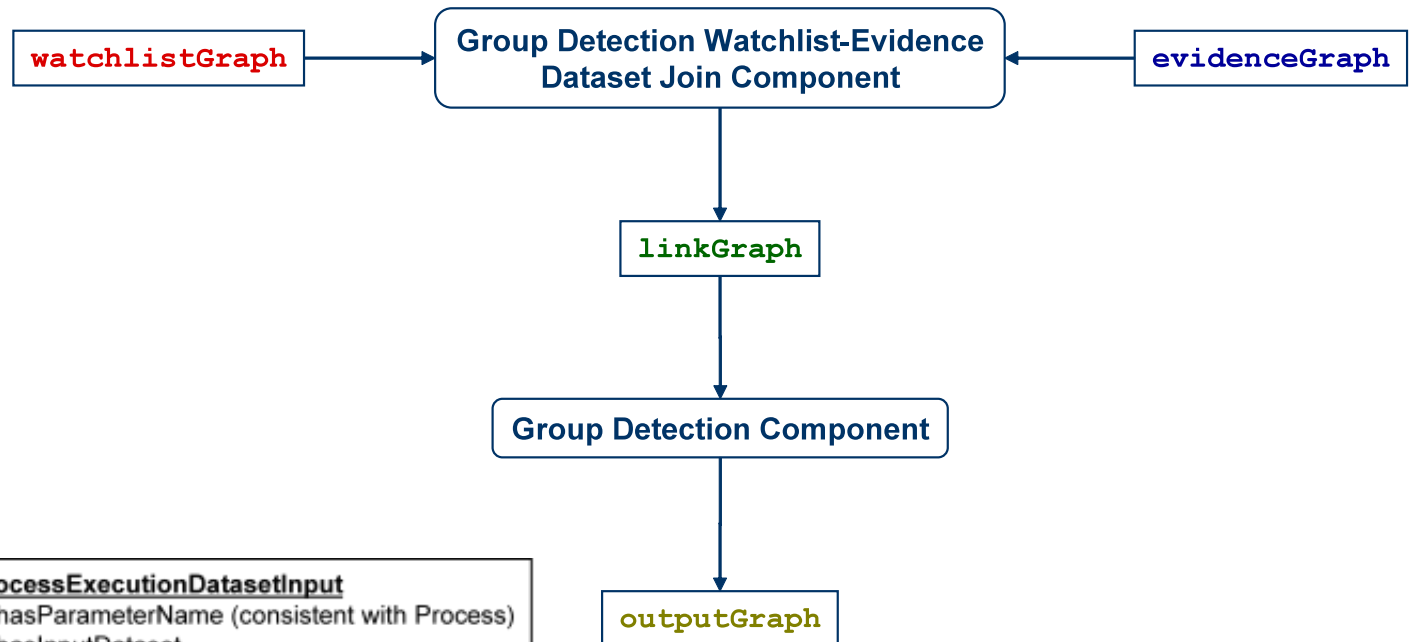 watchlistGraph
Group Detection Watchlist-Evidence
Dataset Join Component
evidenceGraph
linkGraph
Group Detection Component
outputGraph
ocessExecutionDatasetInput
hasParameterName (consistent with Process)